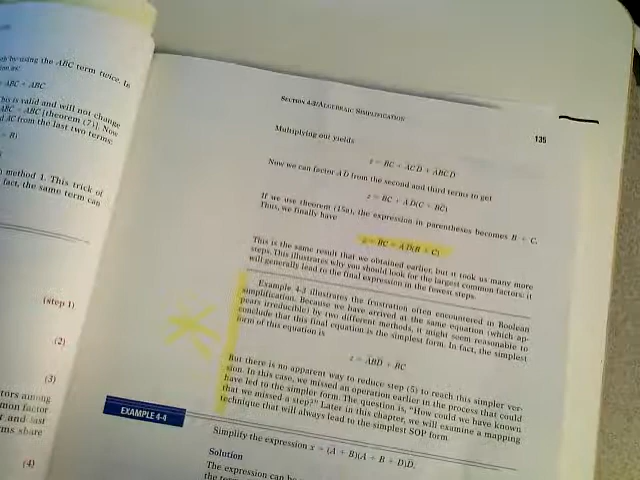 by using the ABC term twice. In
ABC + ABC
This is valid and will not change
ABC = ABC [theorem (7)]. Now
AC from the last two terms:
= B)
method 1. This trick of
fact, the same term can
(step 1)
(2)
(3)
tors among
mon factor
t and last
ms share
(4)
SECTION 4-3/ALGEBRAIC SIMPLIFICATION
135
Multiplying out yields
Now we can factor AD̄ from the second and third terms to get
If we use theorem (15a), the expression in parentheses becomes B + C.
Thus, we finally have
This is the same result that we obtained earlier, but it took us many more
steps. This illustrates why you should look for the largest common factors: it
will generally lead to the final expression in the fewest steps.
Example 4-3 illustrates the frustration often encountered in Boolean
simplification. Because we have arrived at the same equation (which ap-
pears irreducible) by two different methods, it might seem reasonable to
conclude that this final equation is the simplest form. In fact, the simplest
form of this equation is
But there is no apparent way to reduce step (5) to reach this simpler ver-
sion. In this case, we missed an operation earlier in the process that could
have led to the simpler form. The question is, "How could we have known
that we missed a step?" Later in this chapter, we will examine a mapping
technique that will always lead to the simplest SOP form.
EXAMPLE 4-4
Simplify the expression
Solution
The expression can be